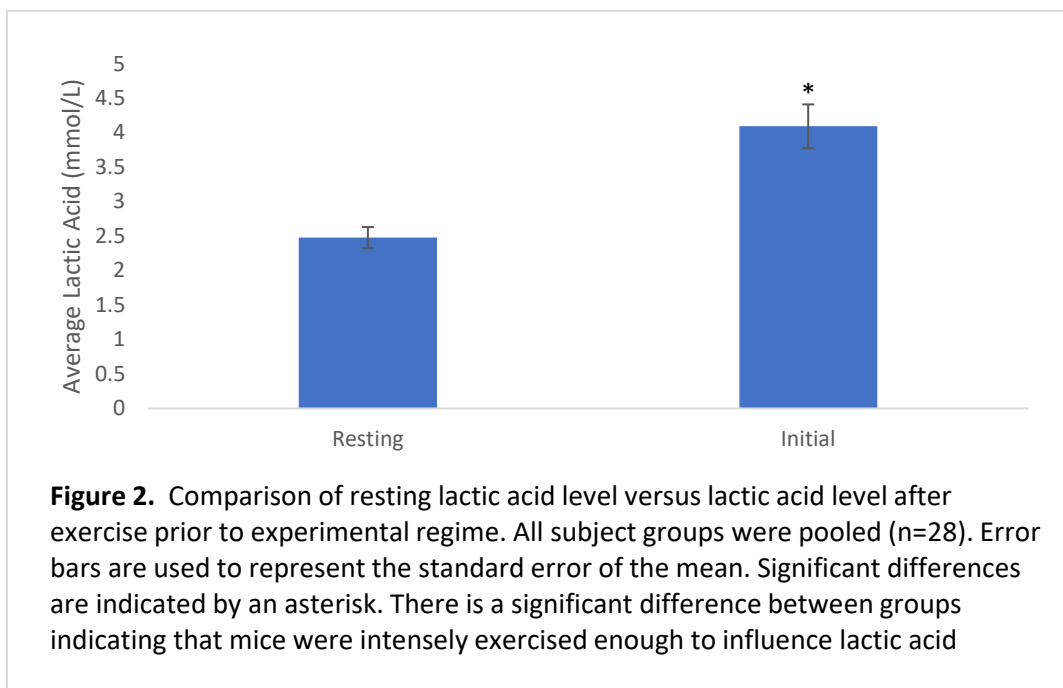 Average Lactic Acid (mmol/L)
5
4.5
4
3.5
3
2.5
2
1.5
1
0.5
0
*
Resting
Initial
Figure 2.  Comparison of resting lactic acid level versus lactic acid level after
exercise prior to experimental regime. All subject groups were pooled (n=28). Error
bars are used to represent the standard error of the mean. Significant differences
are indicated by an asterisk. There is a significant difference between groups
indicating that mice were intensely exercised enough to influence lactic acid